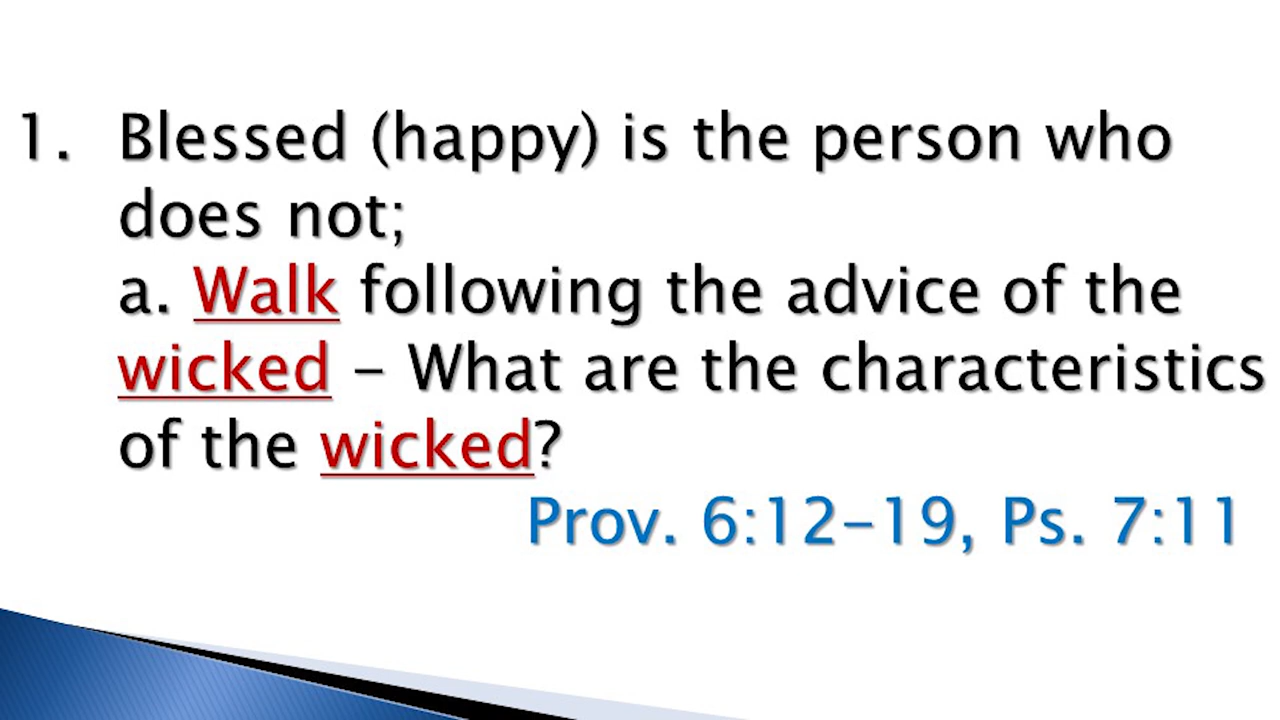 1. Blessed (happy) is the person who
does not;
a. Walk following the advice of the
wicked - What are the characteristics
of the wicked?
Prov. 6:12-19, Ps. 7:11